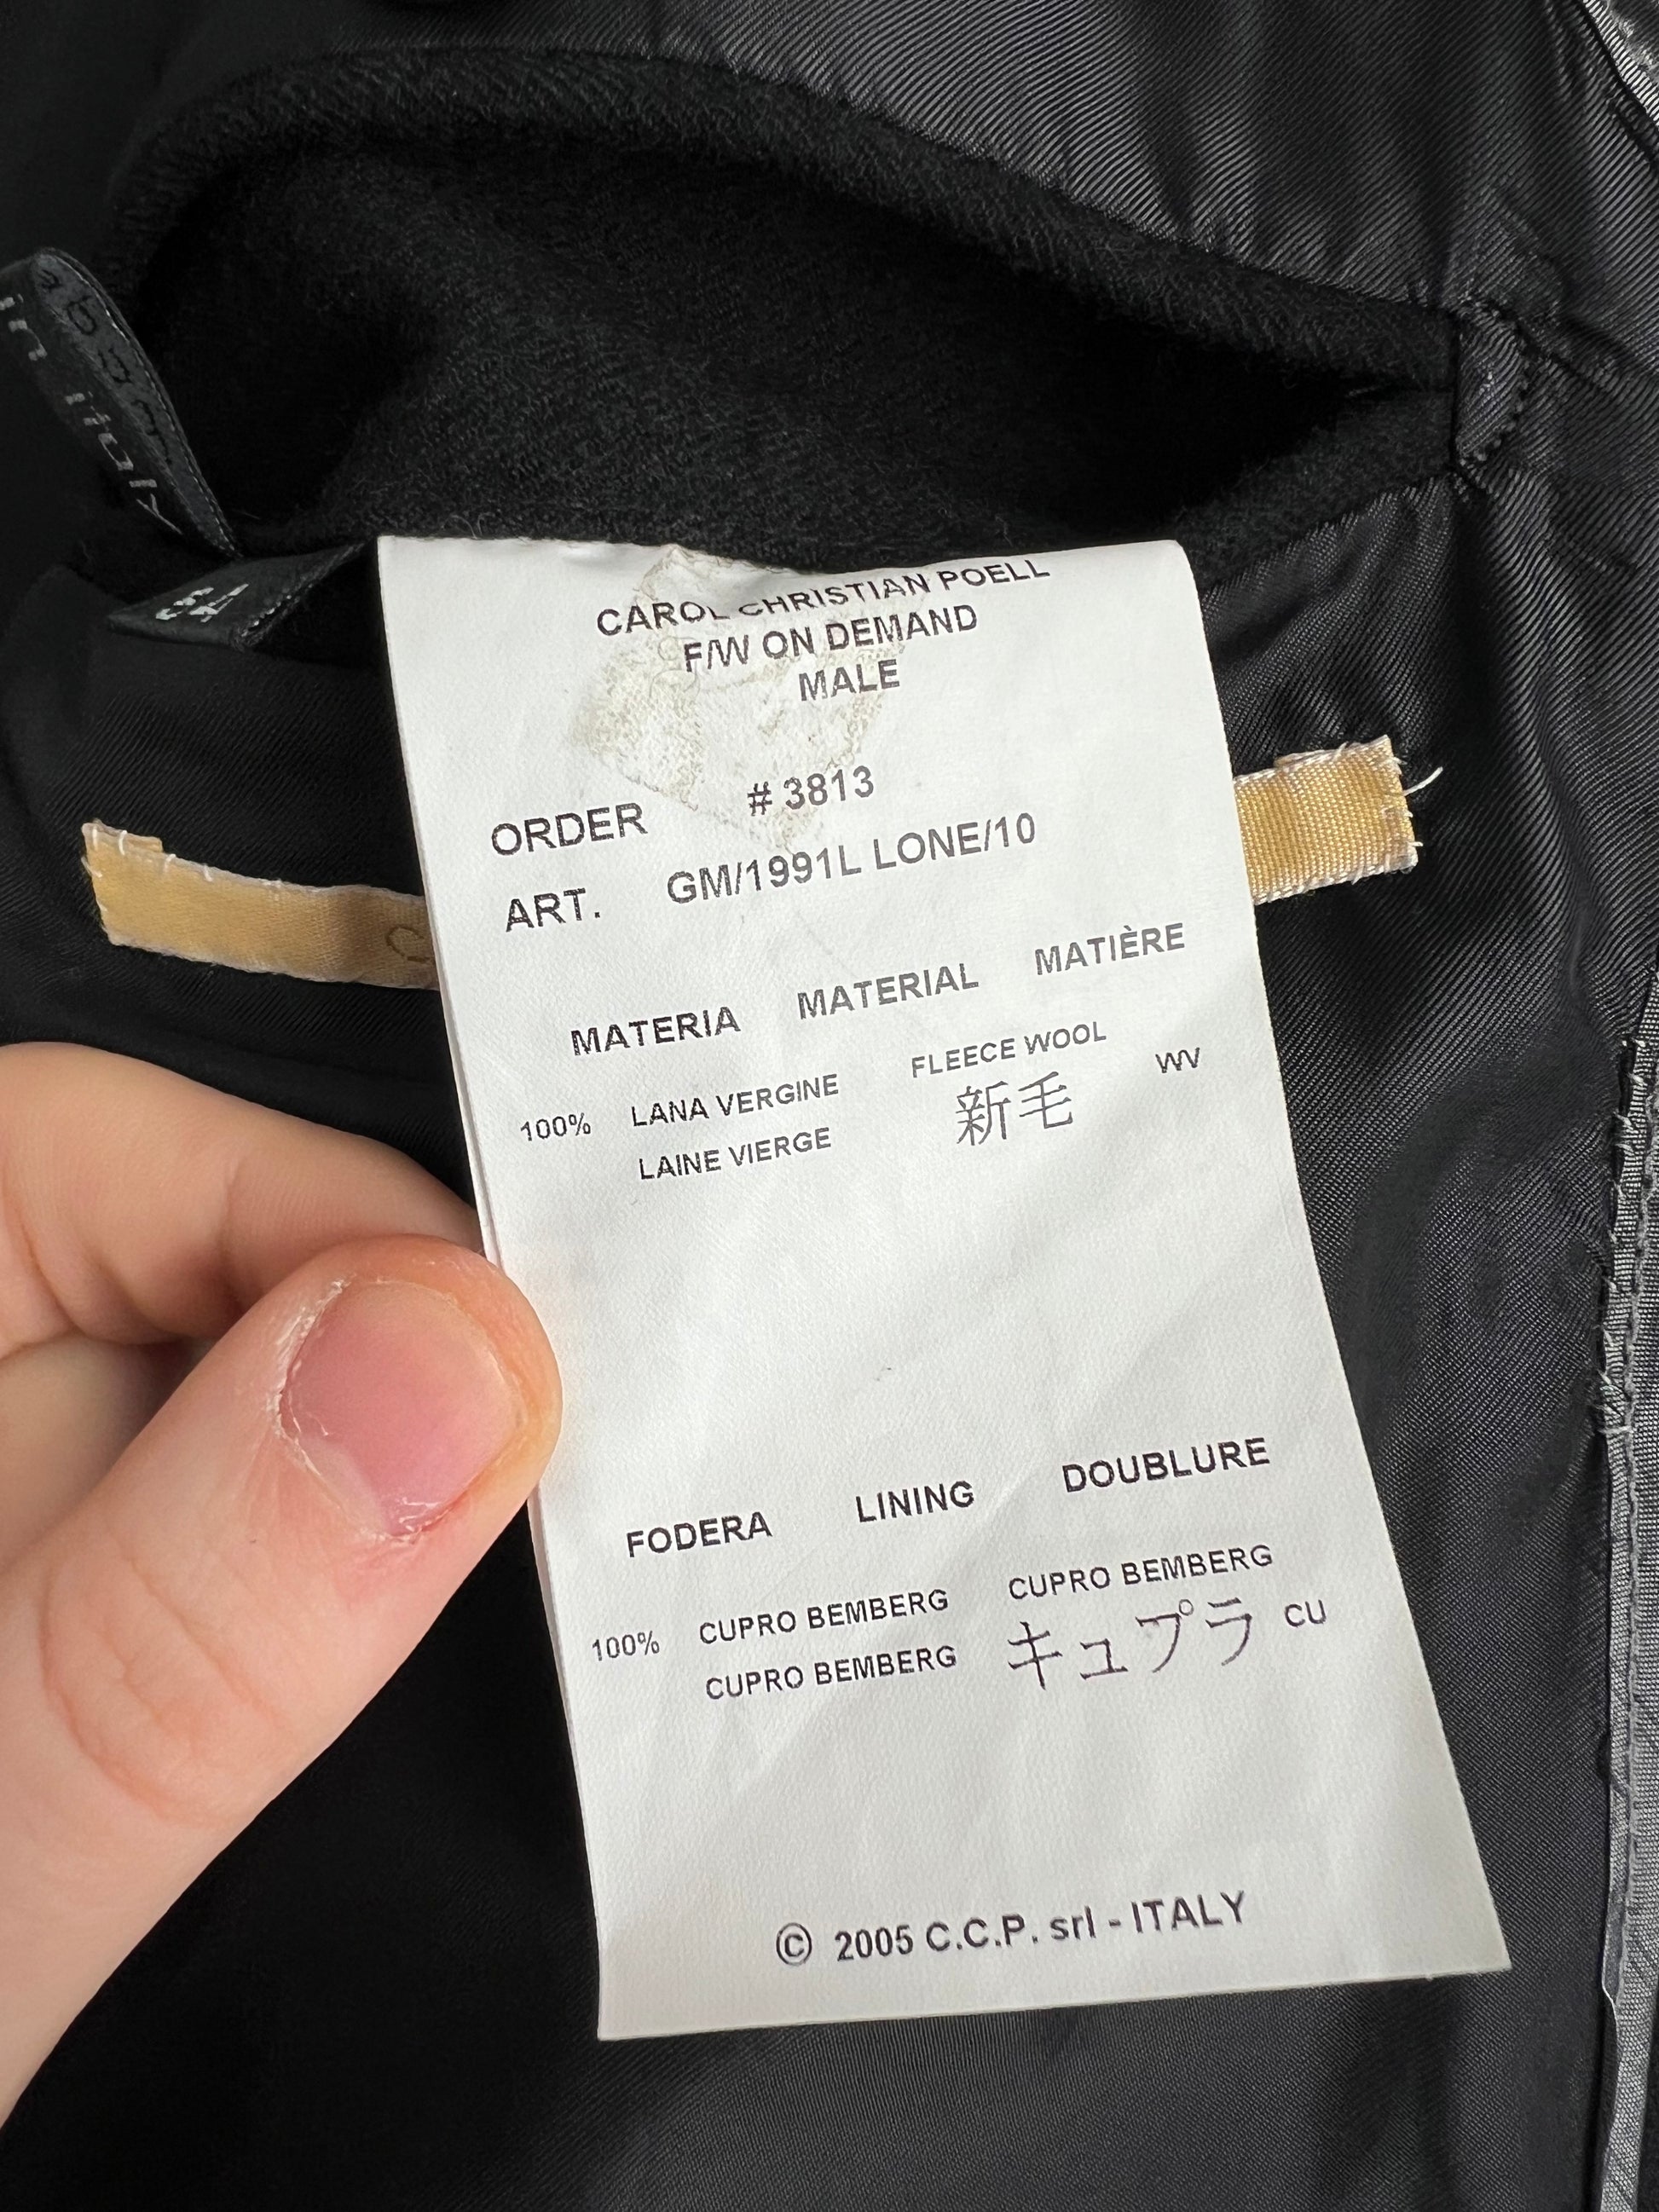 in italy
CAROL CHRISTIAN POELL
F/W ON DEMAND
MALE
ORDER # 3813
ART. GM/1991L LONE/10
MATERIA MATERIAL MATIÈRE
100% LANA VERGINE FLEECE WOOL WV
LAINE VIERGE 新毛
FODERA LINING DOUBLURE
100% CUPRO BEMBERG CUPRO BEMBERG CU
CUPRO BEMBERG キュプラ
© 2005 C.C.P. srl - ITALY